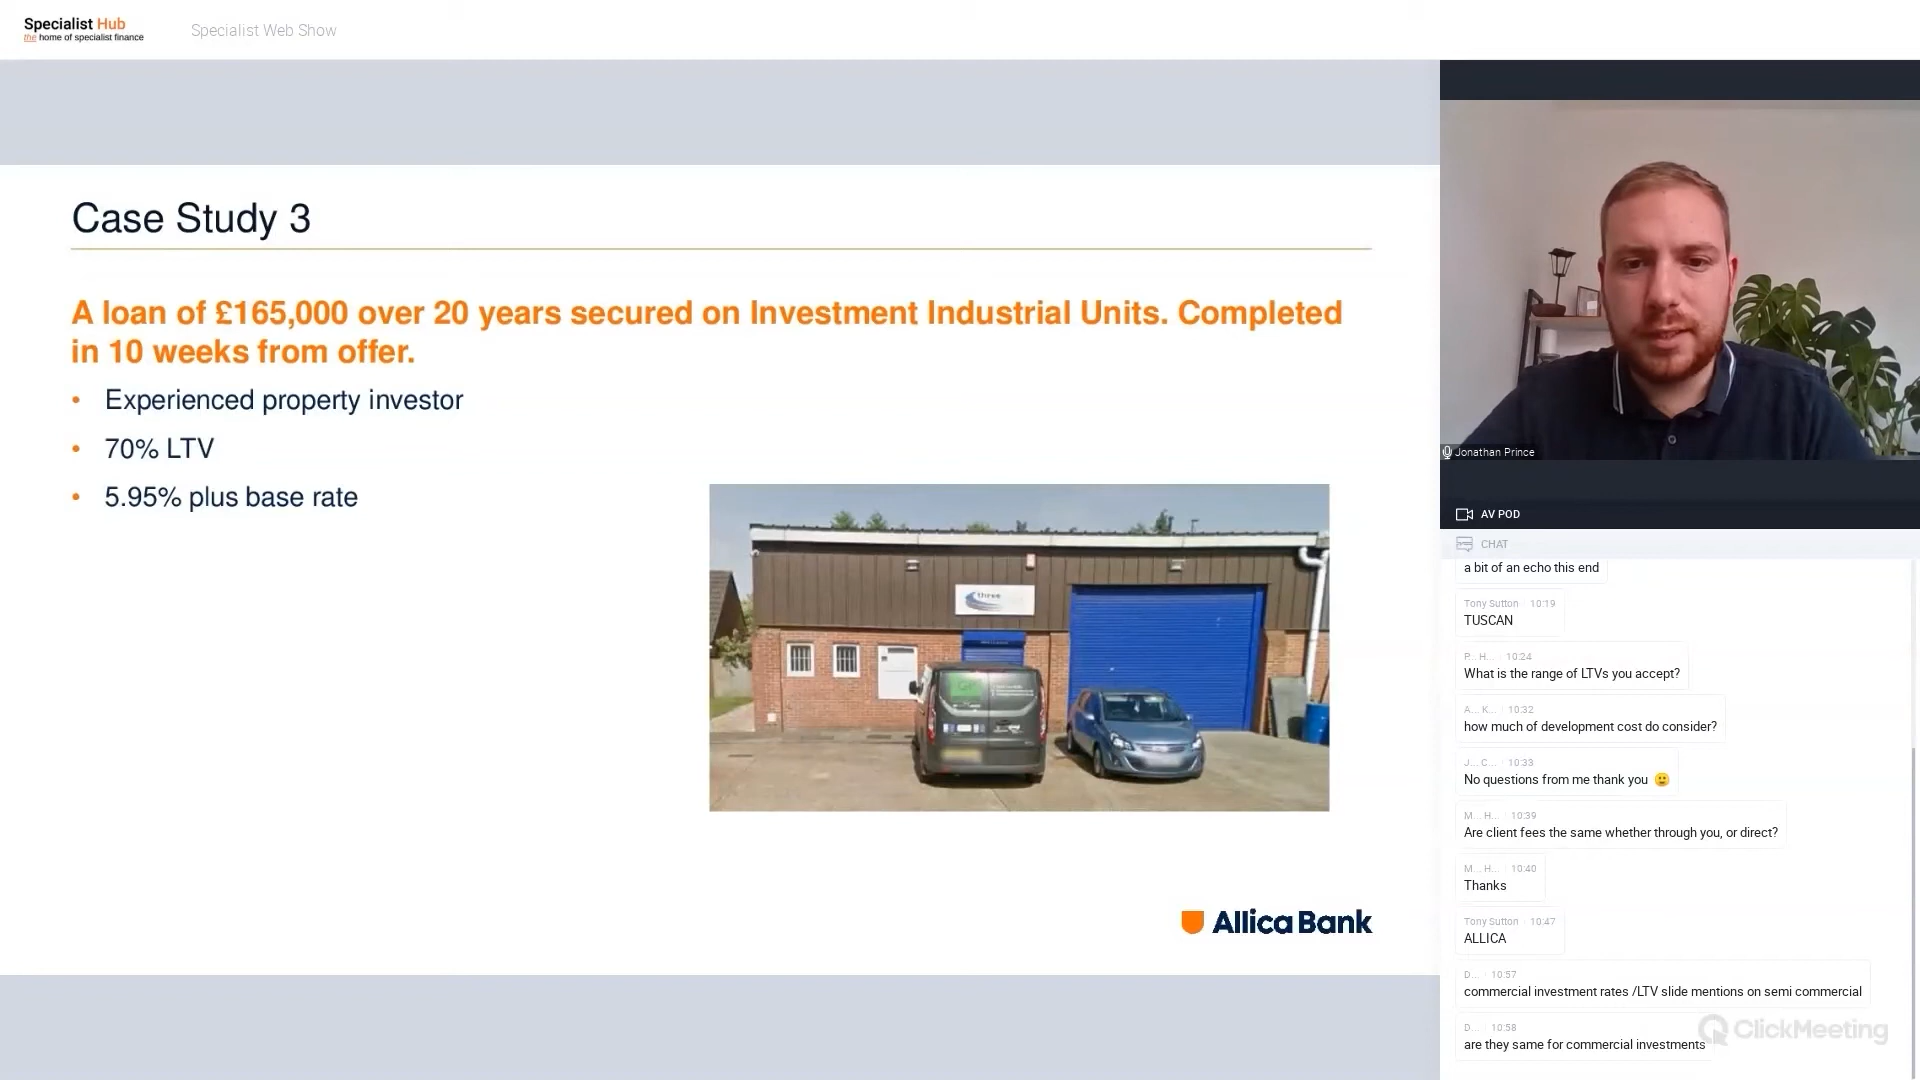 Specialist Hub
the home of specialist finance
Specialist Web Show
Case Study 3
A loan of £165,000 over 20 years secured on Investment Industrial Units. Completed
in 10 weeks from offer.
• Experienced property investor
• 70% LTV
• 5.95% plus base rate
three
Allica Bank
Jonathan Prince
AV POD
CHAT
a bit of an echo this end
Tony Sutton · 10:19
TUSCAN
P... H... · 10:24
What is the range of LTVs you accept?
A... K... · 10:32
how much of development cost do consider?
J... C... · 10:33
No questions from me thank you 🙂
M... H... · 10:39
Are client fees the same whether through you, or direct?
M... H... · 10:40
Thanks
Tony Sutton · 10:47
ALLICA
D... · 10:57
commercial investment rates /LTV slide mentions on semi commercial
D... · 10:58
are they same for commercial investments
ClickMeeting